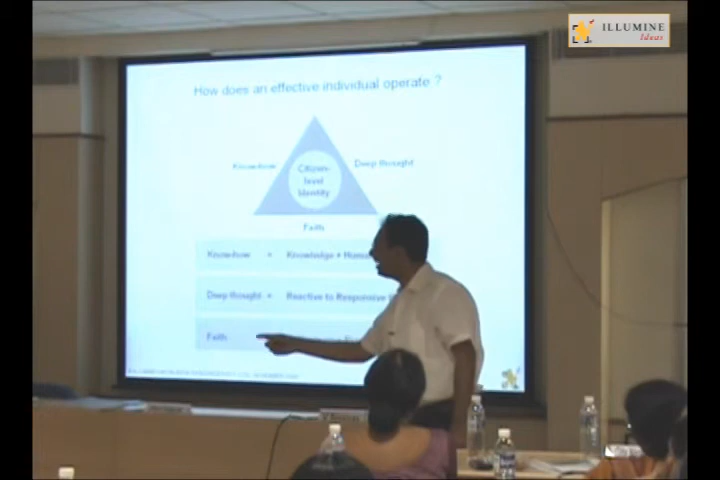 ILLUMINE
Ideas
How does an effective individual operate ?
Know-how
Deep thought
Citizen-
level
Identity
Faith
Know-how = Knowledge + Human
Deep thought = Reactive to Responsive
Faith